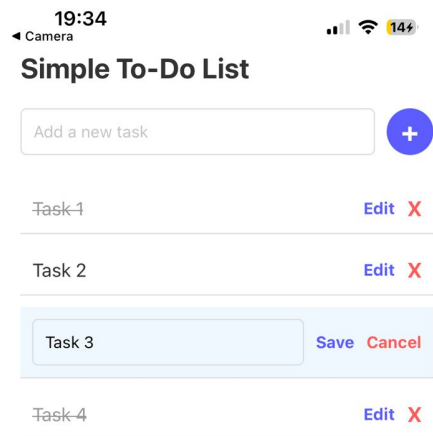 19:34
◀ Camera
14
Simple To-Do List
Add a new task
+
Task 1 Edit X
Task 2 Edit X
Task 3 Save Cancel
Task 4 Edit X